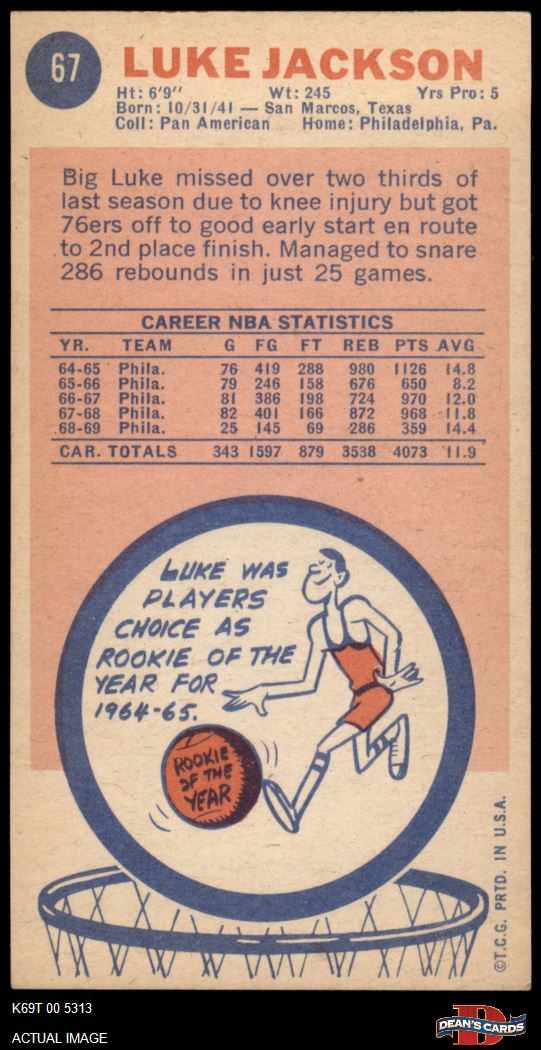 67
LUKE JACKSON
Ht: 6'9" Wt: 245 Yrs Pro: 5
Born: 10/31/41 — San Marcos, Texas
Coll: Pan American Home: Philadelphia, Pa.
Big Luke missed over two thirds of
last season due to knee injury but got
76ers off to good early start en route
to 2nd place finish. Managed to snare
286 rebounds in just 25 games.
CAREER NBA STATISTICS
YR. TEAM G FG FT REB PTS AVG
64-65 Phila. 76 419 288 980 1126 14.8
65-66 Phila. 79 246 158 676 650 8.2
66-67 Phila. 81 386 198 724 970 12.0
67-68 Phila. 82 401 166 872 968 11.8
68-69 Phila. 25 145 69 286 359 14.4
CAR. TOTALS 343 1597 879 3538 4073 11.9
LUKE WAS
PLAYERS
CHOICE AS
ROOKIE OF THE
YEAR FOR
1964-65.
ROOKIE
OF THE
YEAR
©T.C.G. PRTD. IN U.S.A.
K69T 00 5313
ACTUAL IMAGE
D
DEAN'S CARDS